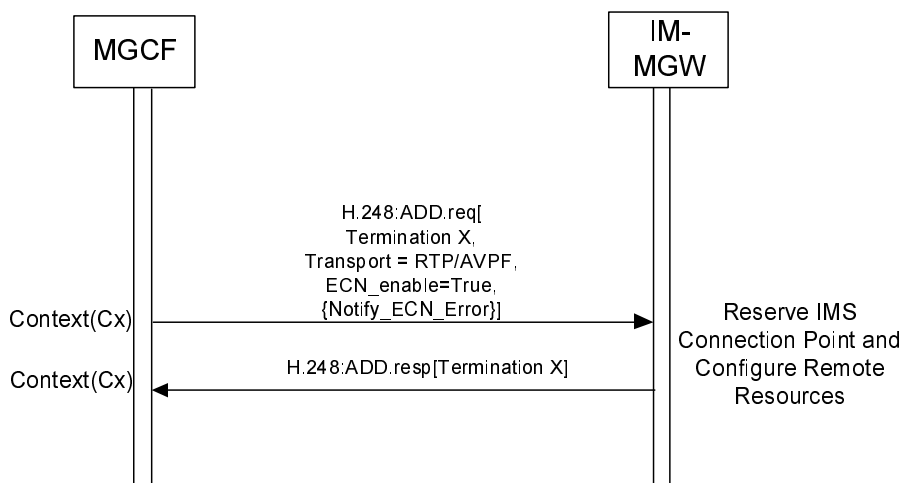 MGCF
IM-
MGW
H.248:ADD.req[
Termination X,
Transport = RTP/AVPF,
ECN_enable=True,
{Notify_ECN_Error}]
Context(Cx)
Reserve IMS
Connection Point and
Configure Remote
Resources
H.248:ADD.resp[Termination X]
Context(Cx)